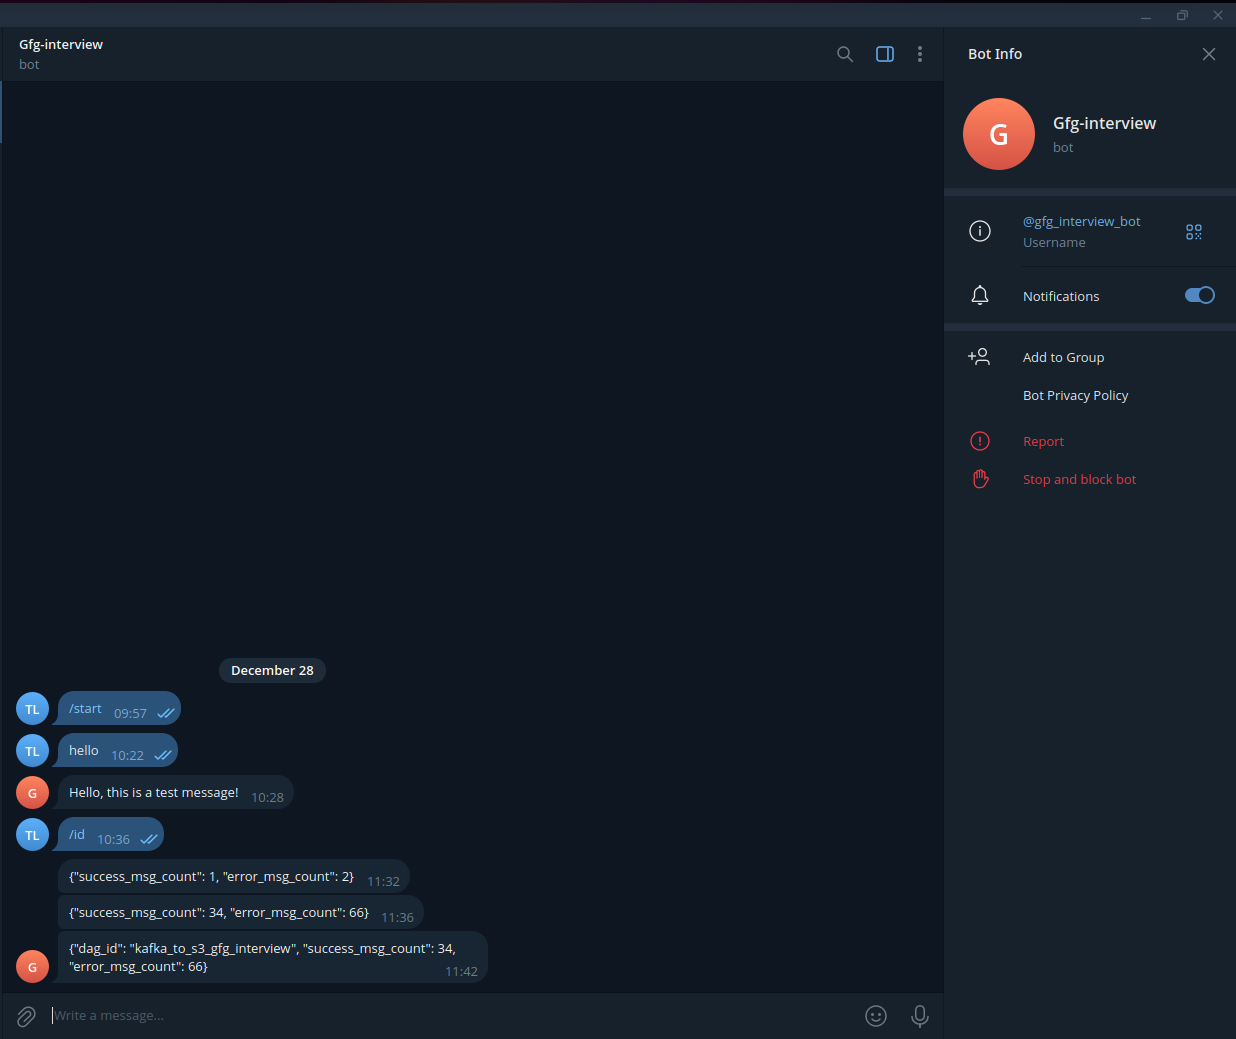 Gfg-interview
bot
December 28
TL
/start 09:57
TL
hello 10:22
G
Hello, this is a test message! 10:28
TL
/id 10:36
{"success_msg_count": 1, "error_msg_count": 2} 11:32
{"success_msg_count": 34, "error_msg_count": 66} 11:36
{"dag_id": "kafka_to_s3_gfg_interview", "success_msg_count": 34,
"error_msg_count": 66} 11:42
G
Write a message...
Bot Info
G
Gfg-interview
bot
@gfg_interview_bot
Username
Notifications
Add to Group
Bot Privacy Policy
Report
Stop and block bot